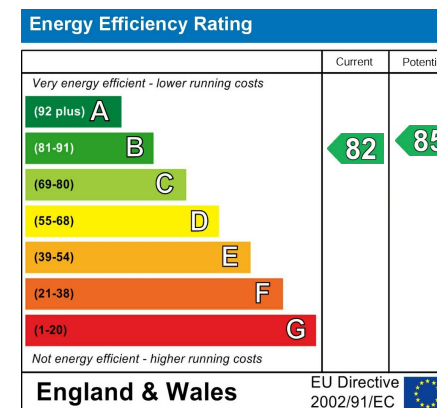 Energy Efficiency Rating
Current Potenti
Very energy efficient - lower running costs
(92 plus) A
(81-91) B
82 85
(69-80) C
(55-68) D
(39-54) E
(21-38) F
(1-20) G
Not energy efficient - higher running costs
England & Wales
EU Directive
2002/91/EC